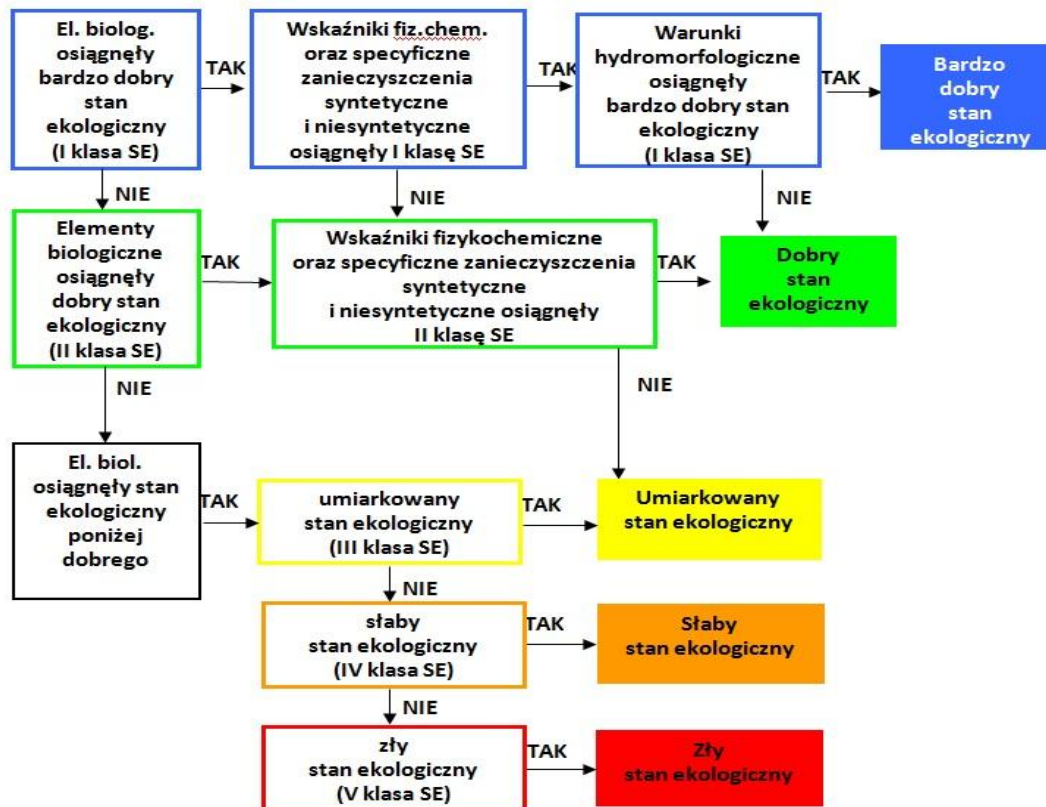 El. biolog.
osiągnęły
bardzo dobry
stan
ekologiczny
(I klasa SE)
TAK
Wskaźniki fiz.chem.
oraz specyficzne
zanieczyszczenia
syntetyczne
i niesyntetyczne
osiągnęły I klasę SE
TAK
Warunki
hydromorfologiczne
osiągnęły
bardzo dobry stan
ekologiczny
(I klasa SE)
TAK
Bardzo
dobry
stan
ekologiczny
NIE
NIE
NIE
Elementy
biologiczne
osiągnęły
dobry stan
ekologiczny
(II klasa SE)
TAK
Wskaźniki fizykochemiczne
oraz specyficzne zanieczyszczenia
syntetyczne
i niesyntetyczne osiągnęły
II klasę SE
TAK
Dobry
stan
ekologiczny
NIE
NIE
El. biol.
osiągnęły stan
ekologiczny
poniżej
dobrego
TAK
umiarkowany
stan ekologiczny
(III klasa SE)
TAK
Umiarkowany
stan ekologiczny
NIE
słaby
stan ekologiczny
(IV klasa SE)
TAK
Słaby
stan ekologiczny
NIE
zły
stan ekologiczny
(V klasa SE)
TAK
Zły
stan ekologiczny